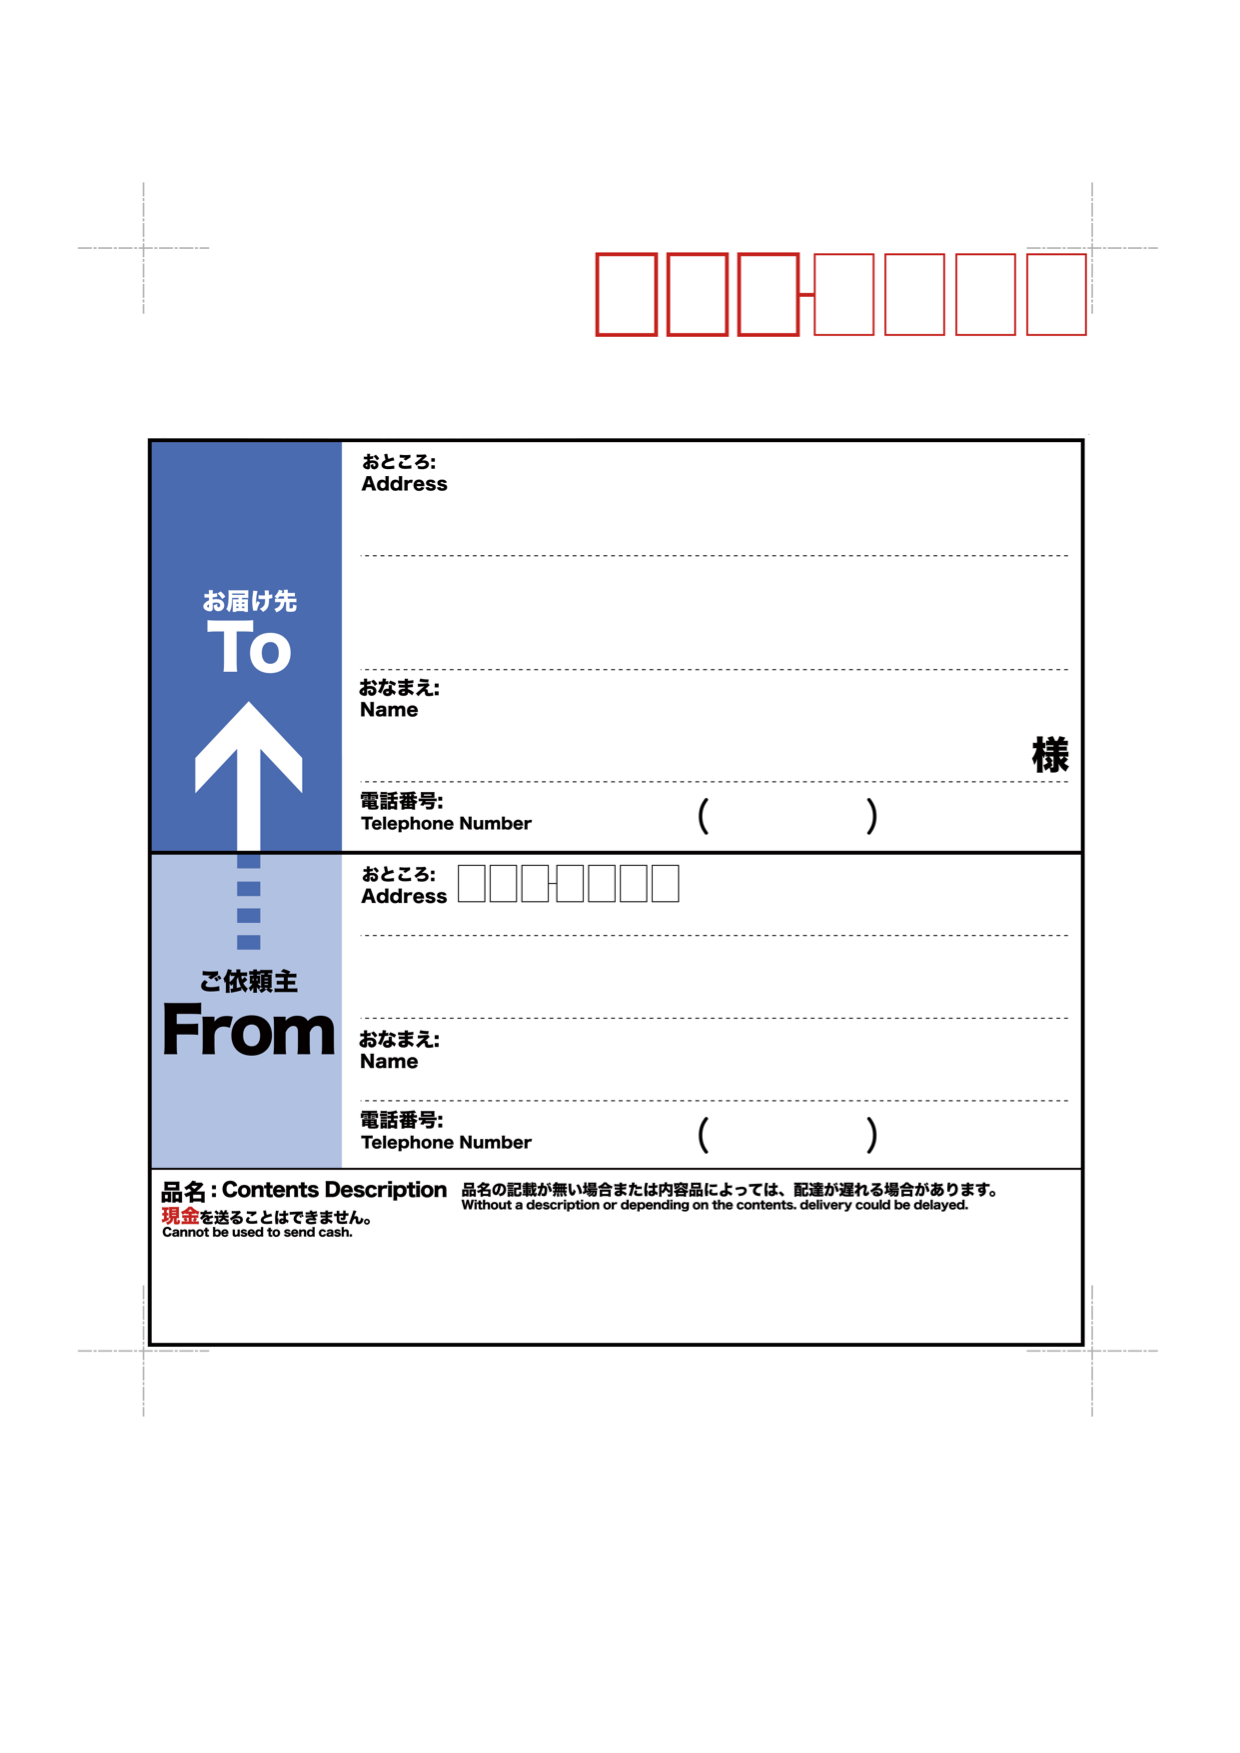 おところ:
Address
お届け先
To
おなまえ:
Name
様
電話番号:
Telephone Number ( )
おところ:
Address
ご依頼主
From
おなまえ:
Name
電話番号:
Telephone Number ( )
品名 : Contents Description
現金を送ることはできません。
Cannot be used to send cash.
品名の記載が無い場合または内容品によっては、配達が遅れる場合があります。
Without a description or depending on the contents. delivery could be delayed.